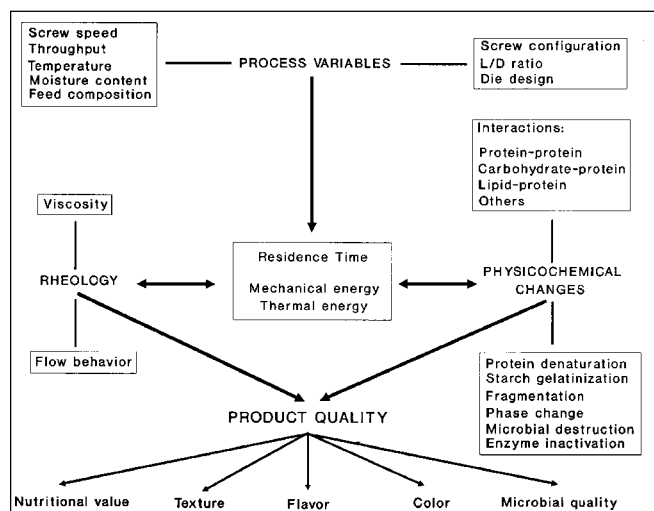 Screw speed
Throughput
Temperature
Moisture content
Feed composition
PROCESS VARIABLES
Screw configuration
L/D ratio
Die design
Interactions:
Protein-protein
Carbohydrate-protein
Lipid-protein
Others
Viscosity
RHEOLOGY
Flow behavior
Residence Time
Mechanical energy
Thermal energy
PHYSICOCHEMICAL
CHANGES
Protein denaturation
Starch gelatinization
Fragmentation
Phase change
Microbial destruction
Enzyme inactivation
PRODUCT QUALITY
Nutritional value
Texture
Flavor
Color
Microbial quality